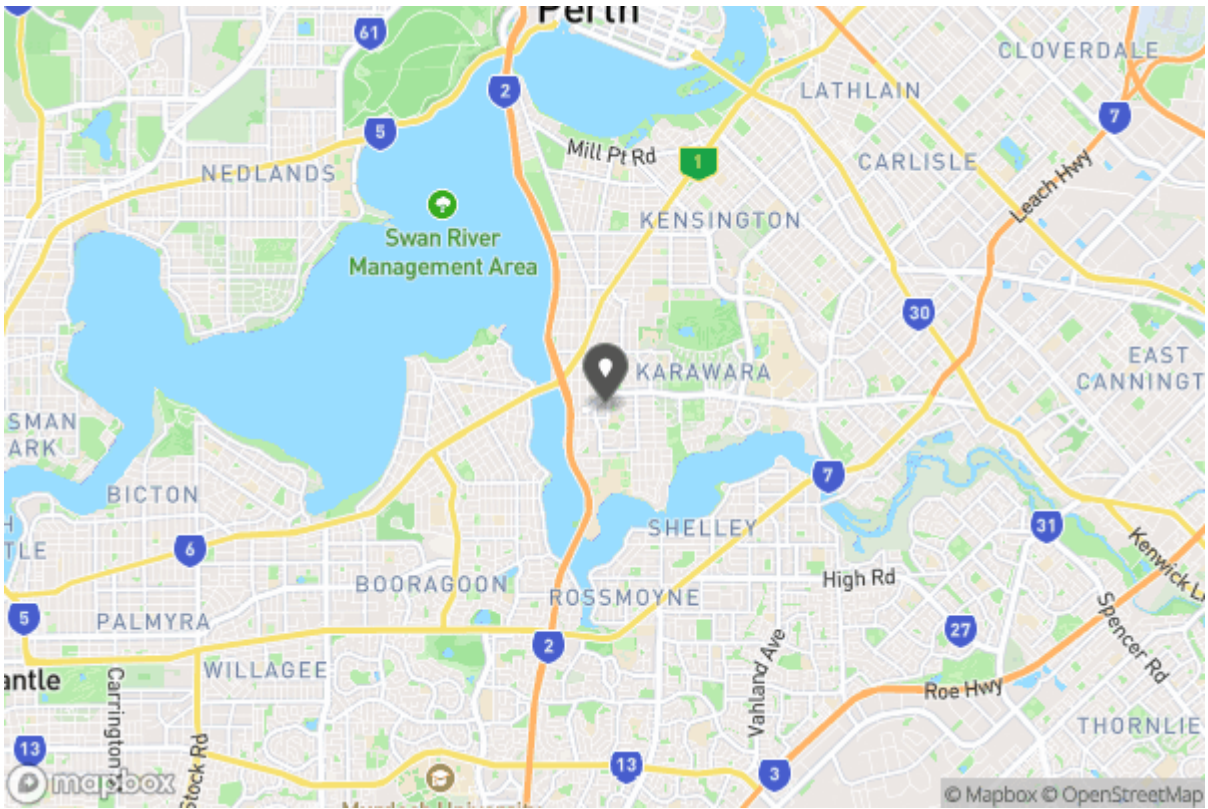 Perth
61
CLOVERDALE
2
LATHLAIN
7
5
Mill Pt Rd
1
CARLISLE
NEDLANDS
Leach Hwy
KENSINGTON
Swan River
Management Area
30
KARAWARA
EAST
CANNINGT
SMAN
ARK
7
BICTON
SHELLEY
31
H
TLE
6
Kenwick L
BOORAGOON
High Rd
ROSSMOYNE
5
PALMYRA
27
Spencer Rd
2
WILLAGEE
Vahland Ave
antle
Carrington
Roe Hwy
THORNLIE
Stock Rd
13
13
3
mapbox
Murdoch University
© Mapbox © OpenStreetMap